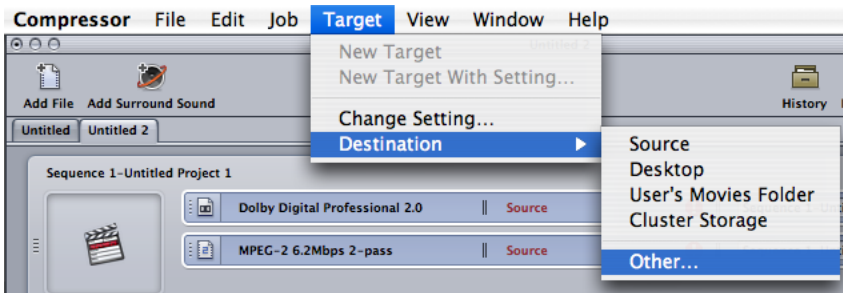 Compressor File Edit Job Target View Window Help
Untitled 2
New Target
New Target With Setting...
Add File Add Surround Sound
History
Change Setting...
Untitled Untitled 2
Destination
Source
Desktop
User's Movies Folder
Cluster Storage
Other...
Sequence 1-Untitled Project 1
Dolby Digital Professional 2.0 Source
MPEG-2 6.2Mbps 2-pass Source